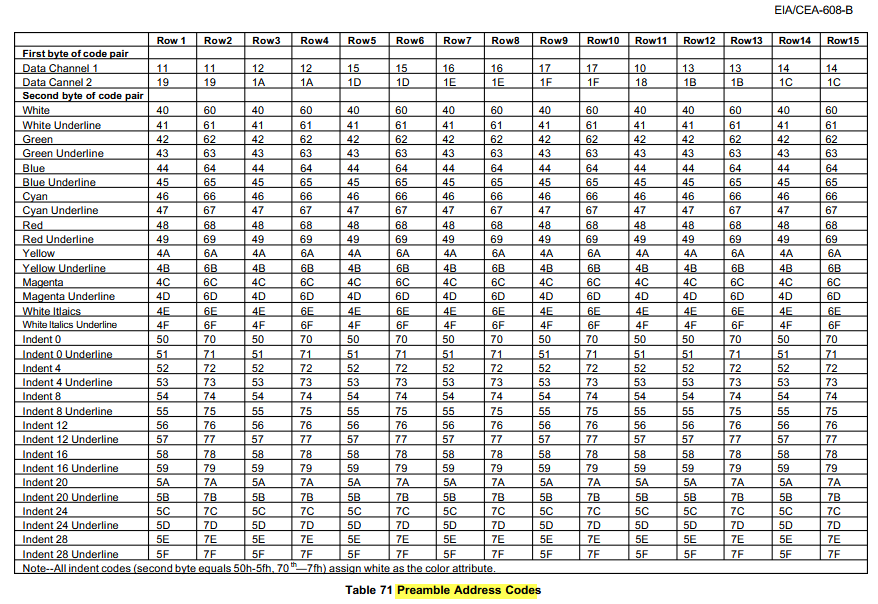 EIA/CEA-608-B
Row 1 Row2 Row3 Row4 Row5 Row6 Row7 Row8 Row9 Row10 Row11 Row12 Row13 Row14 Row15
First byte of code pair
Data Channel 1 11 11 12 12 15 15 16 16 17 17 10 13 13 14 14
Data Cannel 2 19 19 1A 1A 1D 1D 1E 1E 1F 1F 18 1B 1B 1C 1C
Second byte of code pair
White 40 60 40 60 40 60 40 60 40 60 40 40 60 40 60
White Underline 41 61 41 61 41 61 41 61 41 61 41 41 61 41 61
Green 42 62 42 62 42 62 42 62 42 62 42 42 62 42 62
Green Underline 43 63 43 63 43 63 43 63 43 63 43 43 63 43 63
Blue 44 64 44 64 44 64 44 64 44 64 44 44 64 44 64
Blue Underline 45 65 45 65 45 65 45 65 45 65 45 45 65 45 65
Cyan 46 66 46 66 46 66 46 66 46 66 46 46 66 46 66
Cyan Underline 47 67 47 67 47 67 47 67 47 67 47 47 67 47 67
Red 48 68 48 68 48 68 48 68 48 68 48 48 68 48 68
Red Underline 49 69 49 69 49 69 49 69 49 69 49 49 69 49 69
Yellow 4A 6A 4A 6A 4A 6A 4A 6A 4A 6A 4A 4A 6A 4A 6A
Yellow Underline 4B 6B 4B 6B 4B 6B 4B 6B 4B 6B 4B 4B 6B 4B 6B
Magenta 4C 6C 4C 6C 4C 6C 4C 6C 4C 6C 4C 4C 6C 4C 6C
Magenta Underline 4D 6D 4D 6D 4D 6D 4D 6D 4D 6D 4D 4D 6D 4D 6D
White Itlaics 4E 6E 4E 6E 4E 6E 4E 6E 4E 6E 4E 4E 6E 4E 6E
White Italics Underline 4F 6F 4F 6F 4F 6F 4F 6F 4F 6F 4F 4F 6F 4F 6F
Indent 0 50 70 50 70 50 70 50 70 50 70 50 50 70 50 70
Indent 0 Underline 51 71 51 71 51 71 51 71 51 71 51 51 71 51 71
Indent 4 52 72 52 72 52 72 52 72 52 72 52 52 72 52 72
Indent 4 Underline 53 73 53 73 53 73 53 73 53 73 53 53 73 53 73
Indent 8 54 74 54 74 54 74 54 74 54 74 54 54 74 54 74
Indent 8 Underline 55 75 55 75 55 75 55 75 55 75 55 55 75 55 75
Indent 12 56 76 56 76 56 76 56 76 56 76 56 56 76 56 76
Indent 12 Underline 57 77 57 77 57 77 57 77 57 77 57 57 77 57 77
Indent 16 58 78 58 78 58 78 58 78 58 78 58 58 78 58 78
Indent 16 Underline 59 79 59 79 59 79 59 79 59 79 59 59 79 59 79
Indent 20 5A 7A 5A 7A 5A 7A 5A 7A 5A 7A 5A 5A 7A 5A 7A
Indent 20 Underline 5B 7B 5B 7B 5B 7B 5B 7B 5B 7B 5B 5B 7B 5B 7B
Indent 24 5C 7C 5C 7C 5C 7C 5C 7C 5C 7C 5C 5C 7C 5C 7C
Indent 24 Underline 5D 7D 5D 7D 5D 7D 5D 7D 5D 7D 5D 5D 7D 5D 7D
Indent 28 5E 7E 5E 7E 5E 7E 5E 7E 5E 7E 5E 5E 7E 5E 7E
Indent 28 Underline 5F 7F 5F 7F 5F 7F 5F 7F 5F 7F 5F 5F 7F 5F 7F
Note--All indent codes (second byte equals 50h-5fh, 70th—7fh) assign white as the color attribute.
Table 71 Preamble Address Codes